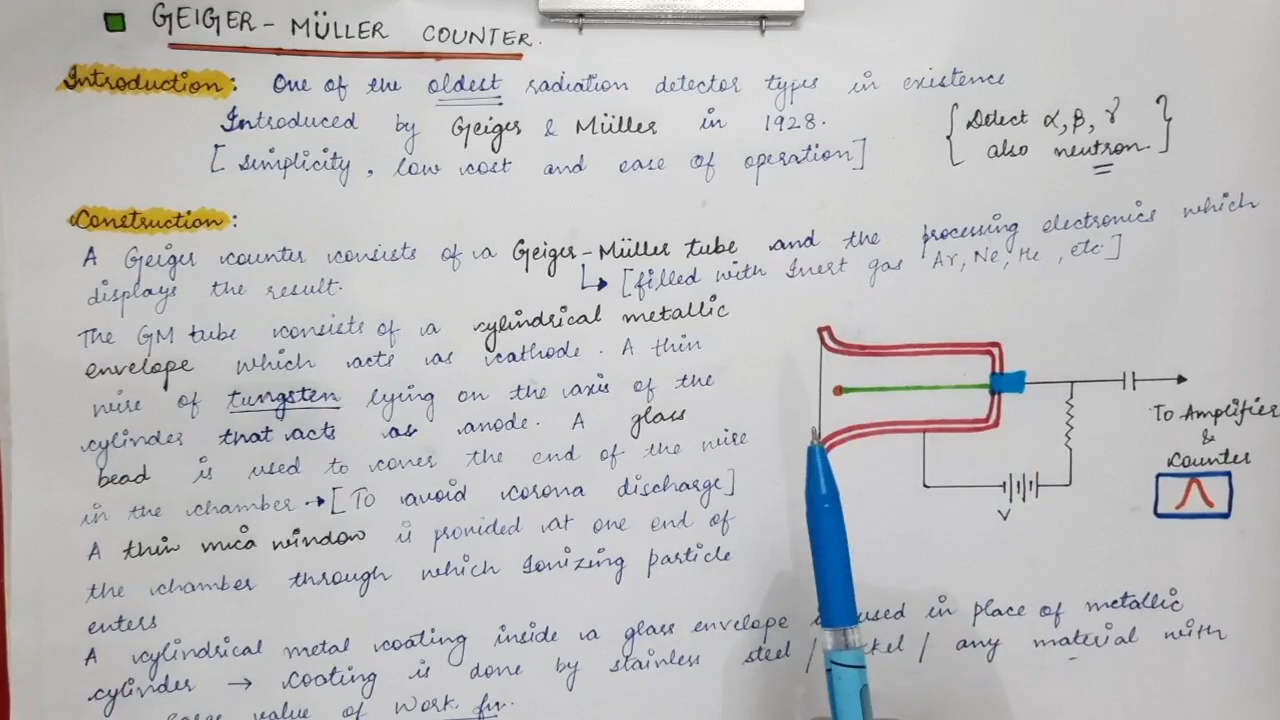 GEIGER - MÜLLER COUNTER.
Introduction: One of the oldest radiation detector types in existence
Introduced by Geiger & Müller in 1928.
[simplicity, low cost and ease of operation]
{Detect α, β, γ
also neutron}
Construction:
A Geiger counter consists of a Geiger-Müller tube and the processing electronics which
displays the result.
↳ [filled with Inert gas Ar, Ne, He, etc]
The GM tube consists of a cylindrical metallic
envelope which acts as cathode. A thin
wire of tungsten lying on the axis of the
cylinder that acts as anode. A glass
bead is used to cover the end of the wire
in the chamber → [To avoid corona discharge]
A thin mica window is provided at one end of
the chamber through which Ionizing particle
enters
A cylindrical metal coating inside a glass envelope is used in place of metallic
cylinder → coating is done by stainless steel / / any material with
value of Work fn.
To Amplifier
&
Counter
V